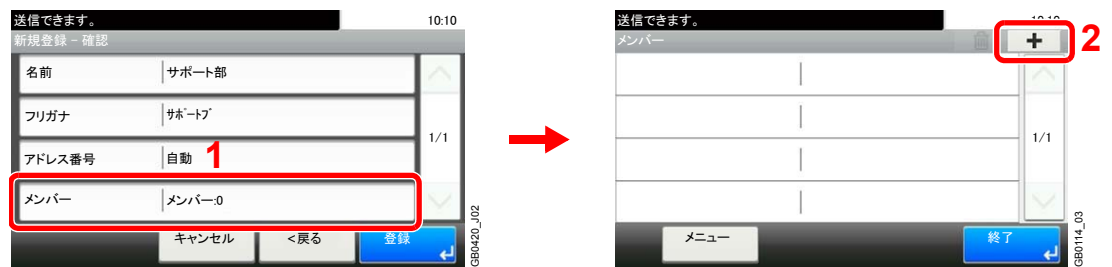 送信できます。 10:10
新規登録 - 確認
名前 サポート部
フリガナ ｻﾎﾟｰﾄﾌﾞ
1/1
アドレス番号 自動 1
メンバー メンバー:0
キャンセル <戻る 登録
GB0420_J02
送信できます。 10:10
メンバー + 2
1/1
メニュー 終了
GB0114_03